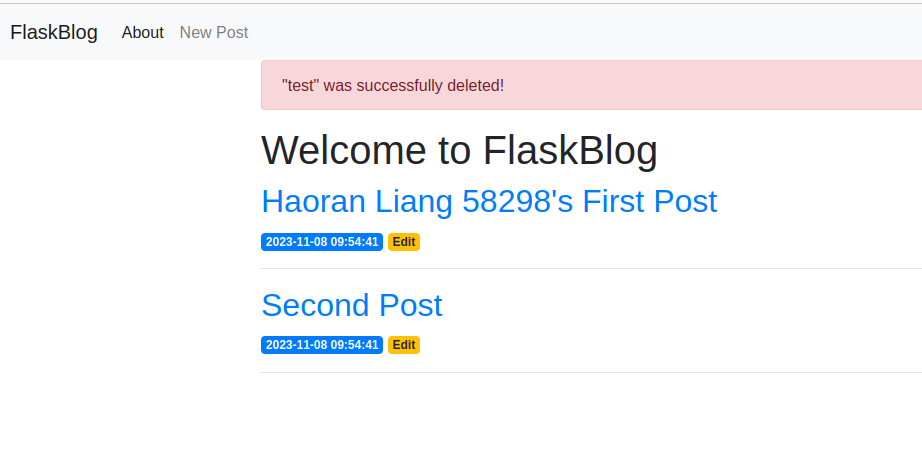 FlaskBlog About New Post
"test" was successfully deleted!
Welcome to FlaskBlog
Haoran Liang 58298's First Post
2023-11-08 09:54:41 Edit
Second Post
2023-11-08 09:54:41 Edit